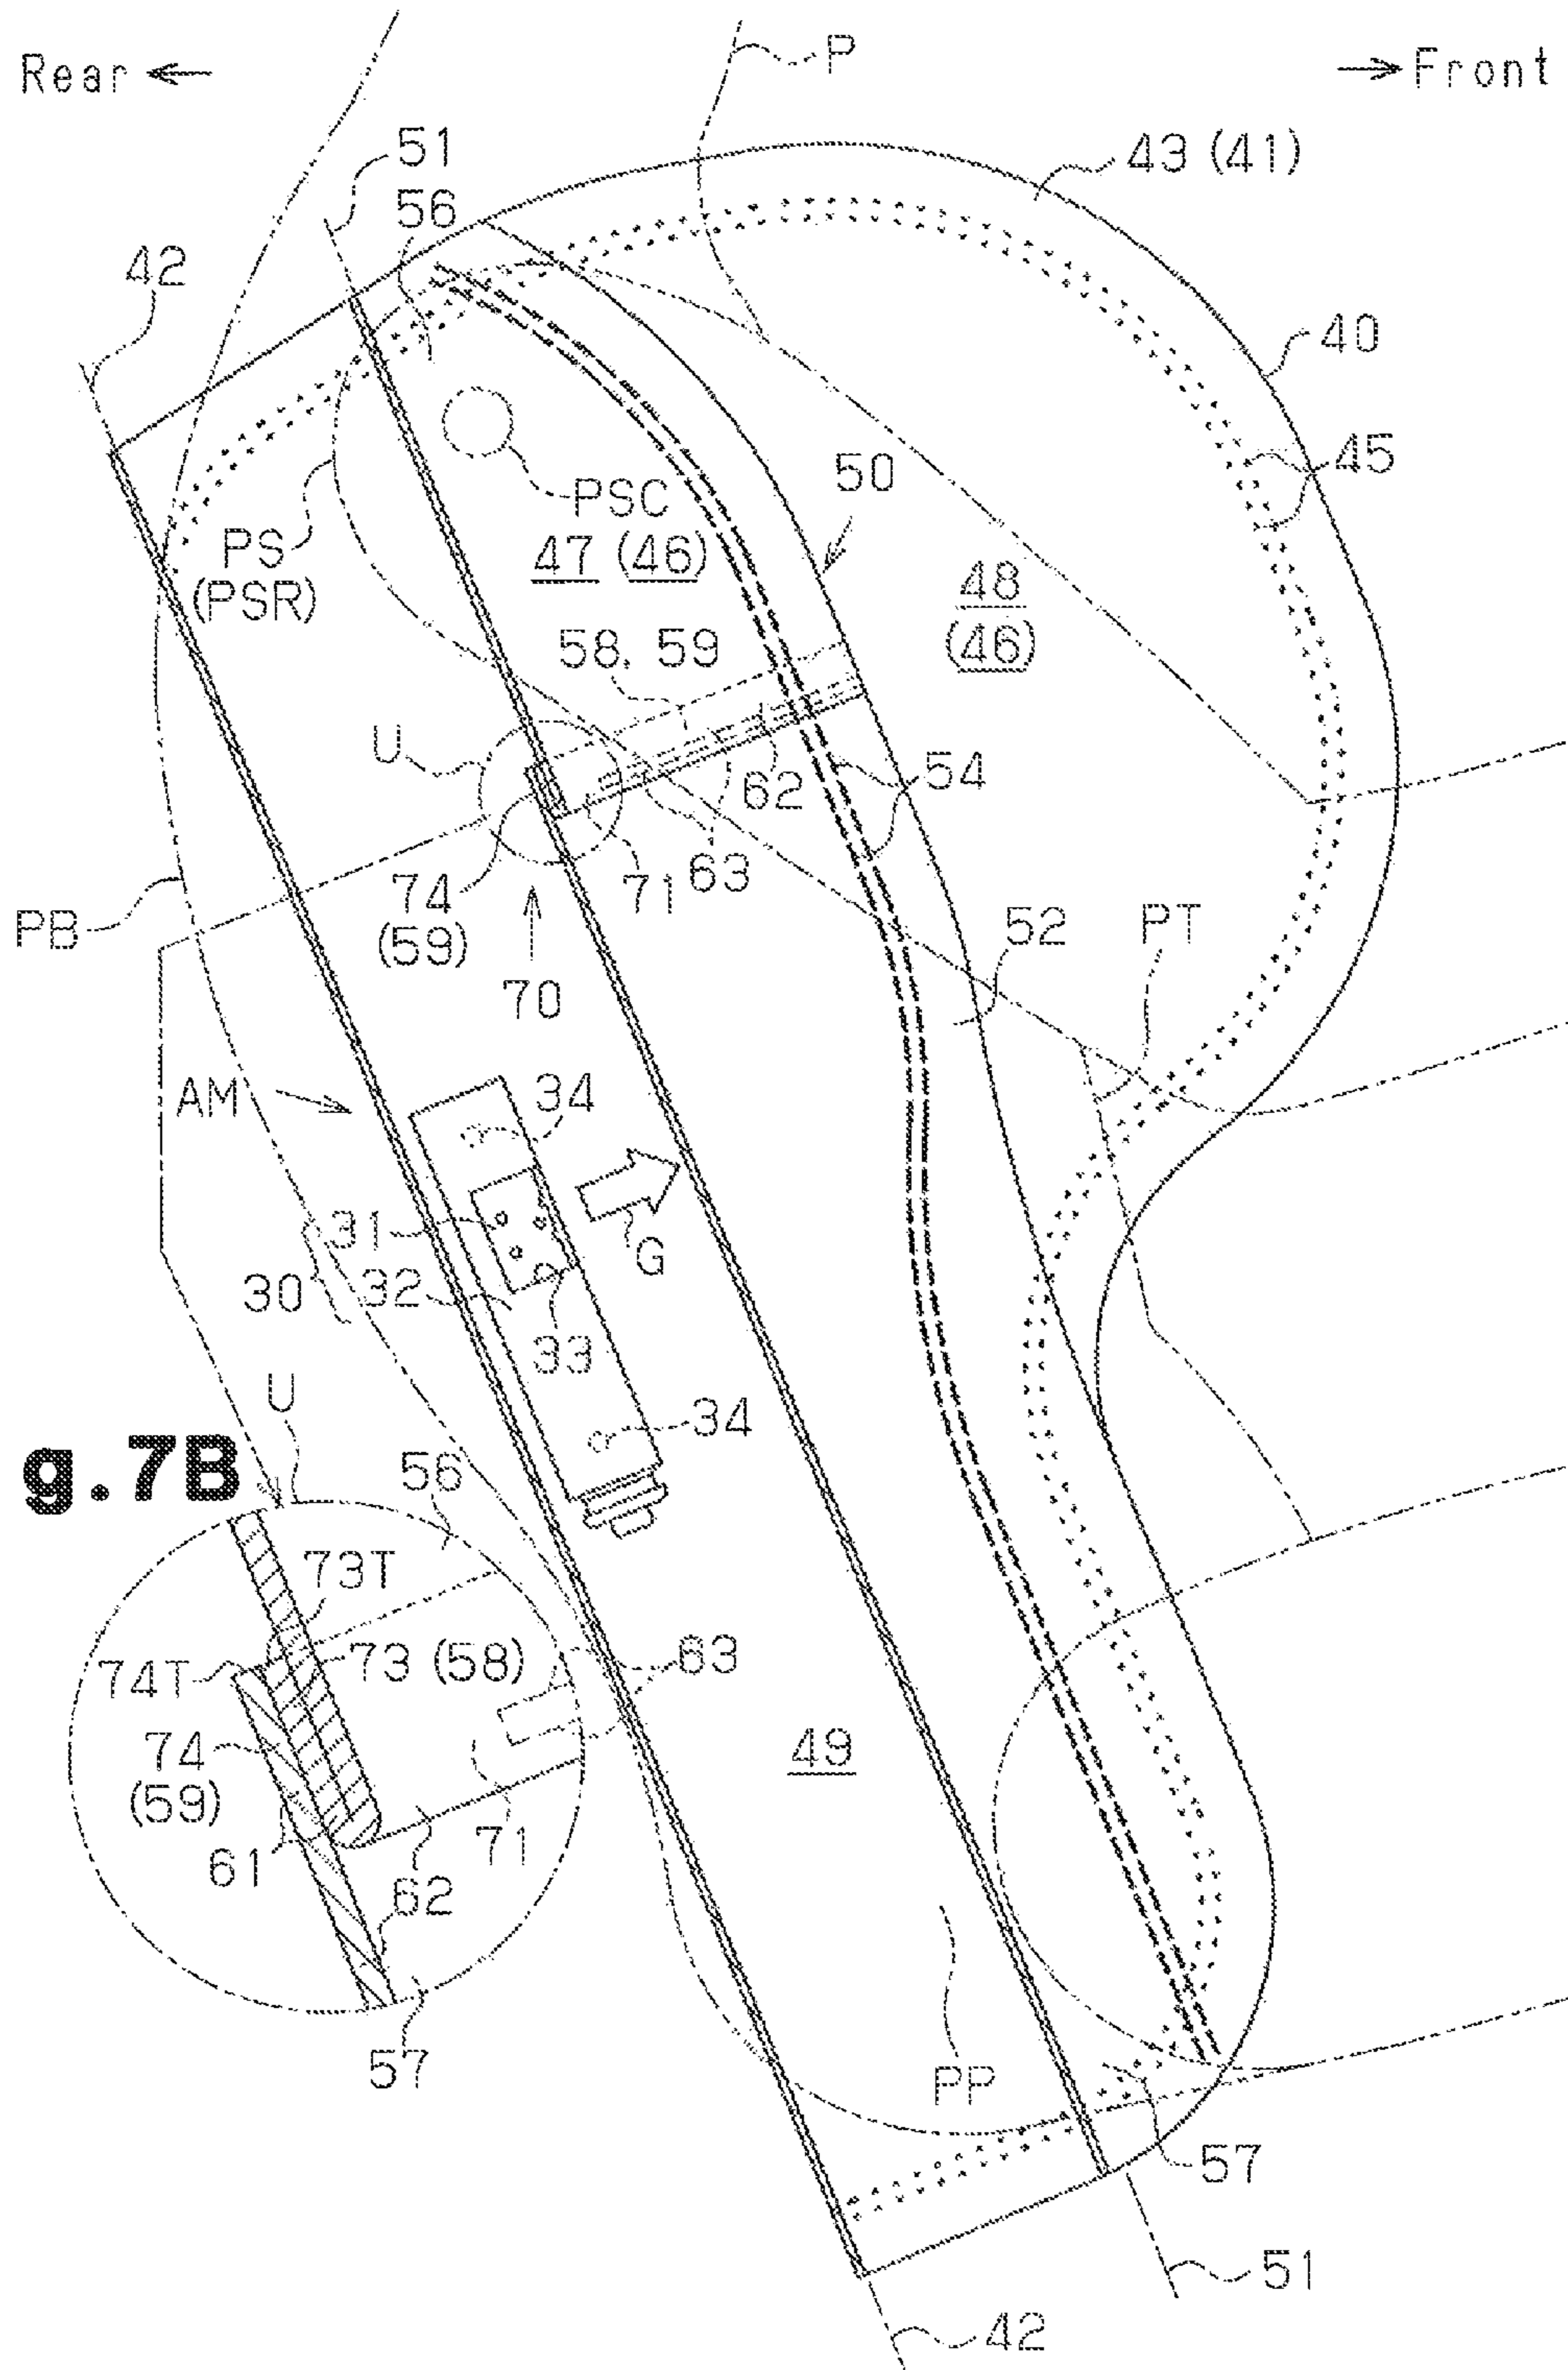 Rear
P
Front
51
43 (41)
56
42
40
45
50
PSC
PS
(PSR)
47 (46)
48
(46)
58, 59
U
62
54
63
71
74
(59)
PB
52
PT
70
AM
34
31
G
30
32
33
U
34
g.7B
56
73T
63
73 (58)
74T
74
(59)
49
61
71
62
57
PP
57
51
42